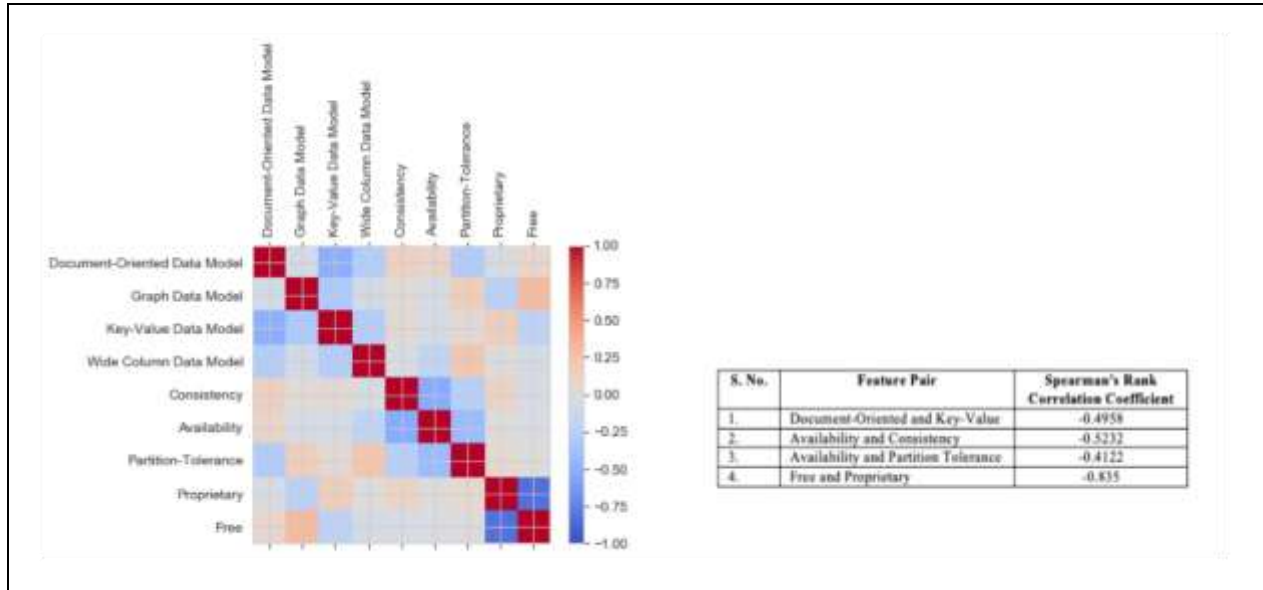 Document-Oriented Data Model
Graph Data Model
Key-Value Data Model
Wide Column Data Model
Consistency
Availability
Partition-Tolerance
Proprietary
Free
Document-Oriented Data Model
Graph Data Model
Key-Value Data Model
Wide Column Data Model
Consistency
Availability
Partition-Tolerance
Proprietary
Free
1.00
0.75
0.50
0.25
0.00
−0.25
−0.50
−0.75
−1.00
S. No. Feature Pair Spearman's Rank
Correlation Coefficient
1. Document-Oriented and Key-Value -0.4958
2. Availability and Consistency -0.5232
3. Availability and Partition Tolerance -0.4122
4. Free and Proprietary -0.835